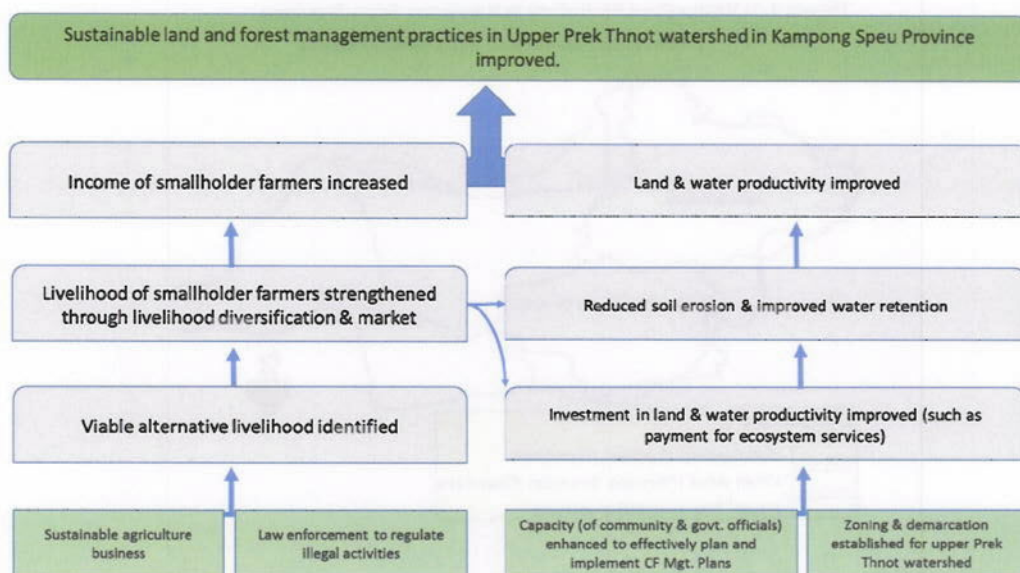 Sustainable land and forest management practices in Upper Prek Thnot watershed in Kampong Speu Province
improved.
Income of smallholder farmers increased
Land & water productivity improved
Livelihood of smallholder farmers strengthened
through livelihood diversification & market
Reduced soil erosion & improved water retention
Viable alternative livelihood identified
Investment in land & water productivity improved (such as
payment for ecosystem services)
Sustainable agriculture
business
Law enforcement to regulate
illegal activities
Capacity (of community & govt. officials)
enhanced to effectively plan and
implement CF Mgt. Plans
Zoning & demarcation
established for upper Prek
Thnot watershed